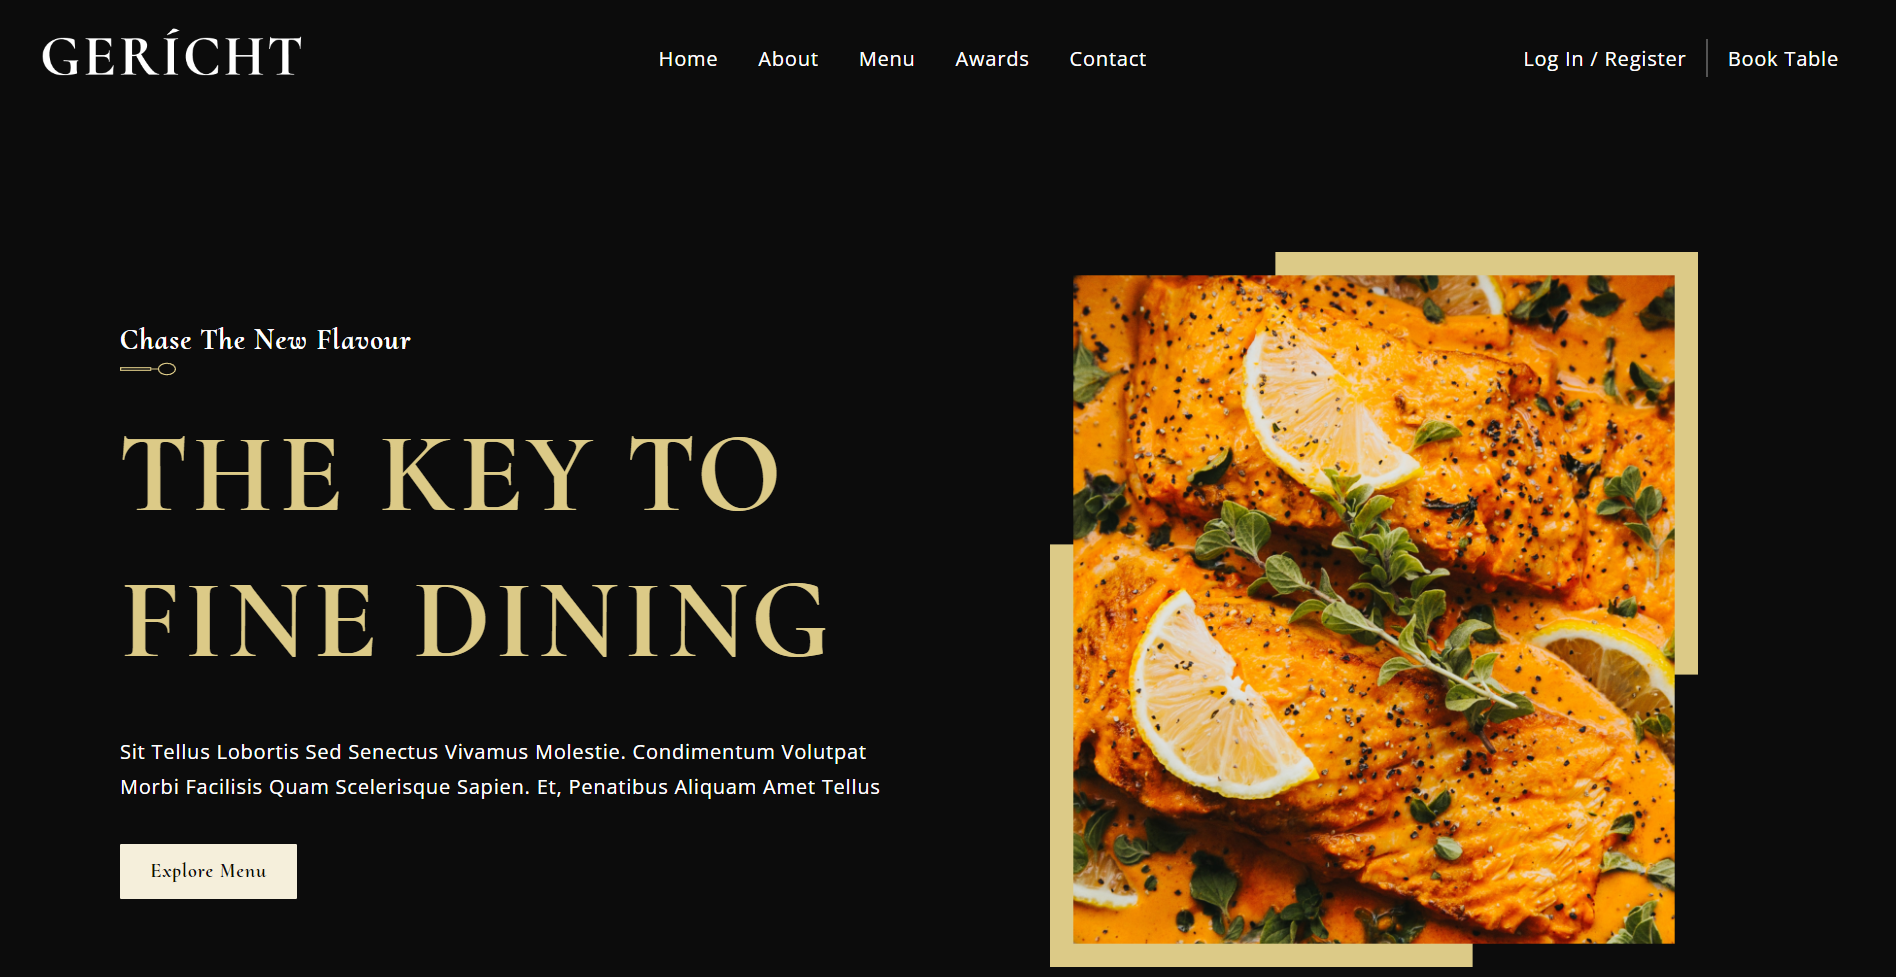 GERÍCHT
Home About Menu Awards Contact
Log In / Register Book Table
Chase The New Flavour
THE KEY TO
FINE DINING
Sit Tellus Lobortis Sed Senectus Vivamus Molestie. Condimentum Volutpat
Morbi Facilisis Quam Scelerisque Sapien. Et, Penatibus Aliquam Amet Tellus
Explore Menu